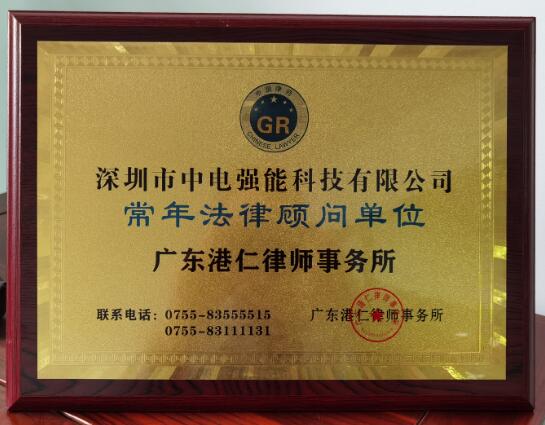 中国律师
GR
CHINESE LAWYER
深圳市中电强能科技有限公司
常年法律顾问单位
广东港仁律师事务所
联系电话：0755-83555515
0755-83111131
广东港仁律师事务所